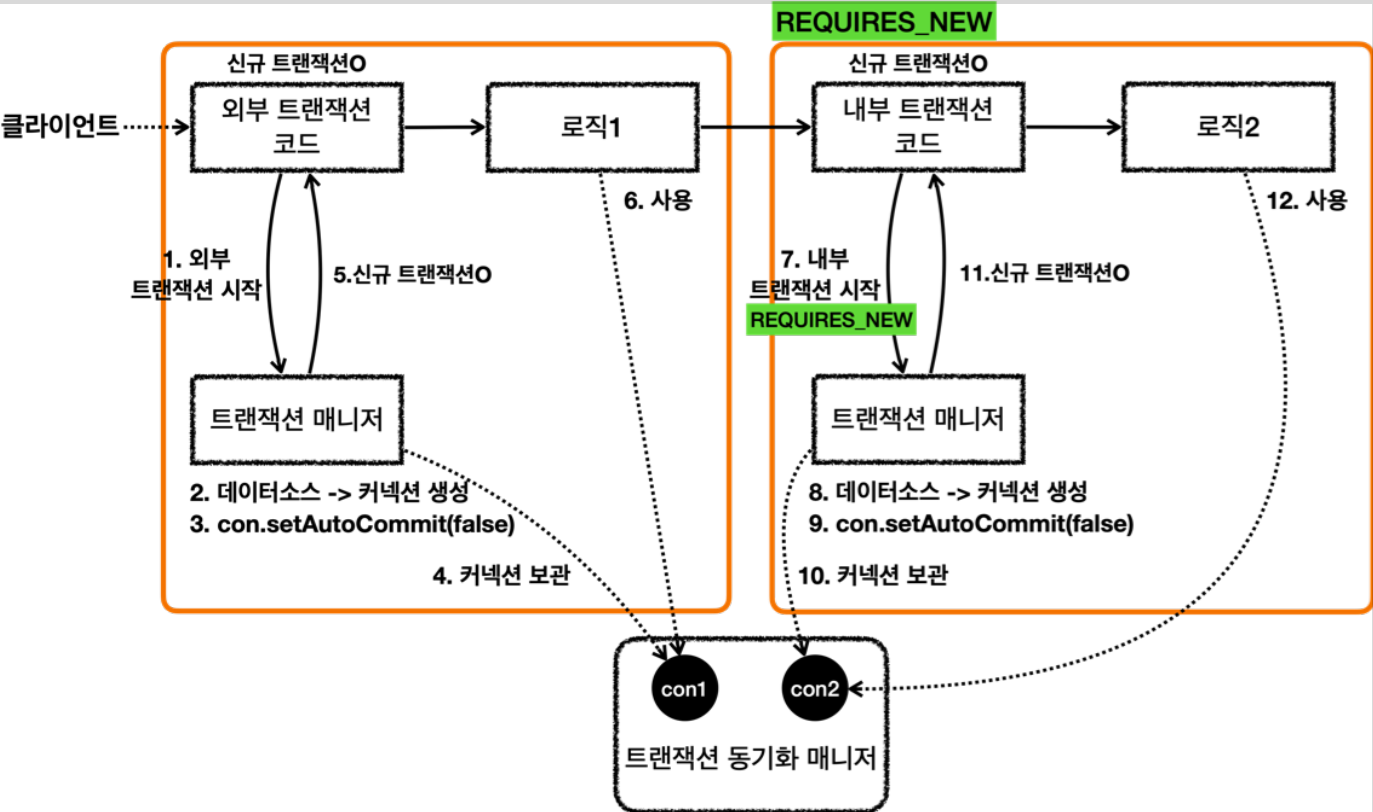 REQUIRES_NEW
신규 트랜잭션O
신규 트랜잭션O
클라이언트
외부 트랜잭션
코드
로직1
내부 트랜잭션
코드
로직2
6. 사용
12. 사용
1. 외부
트랜잭션 시작
5.신규 트랜잭션O
7. 내부
트랜잭션 시작
REQUIRES_NEW
11.신규 트랜잭션O
트랜잭션 매니저
트랜잭션 매니저
2. 데이터소스 -> 커넥션 생성
3. con.setAutoCommit(false)
8. 데이터소스 -> 커넥션 생성
9. con.setAutoCommit(false)
4. 커넥션 보관
10. 커넥션 보관
con1
con2
트랜잭션 동기화 매니저